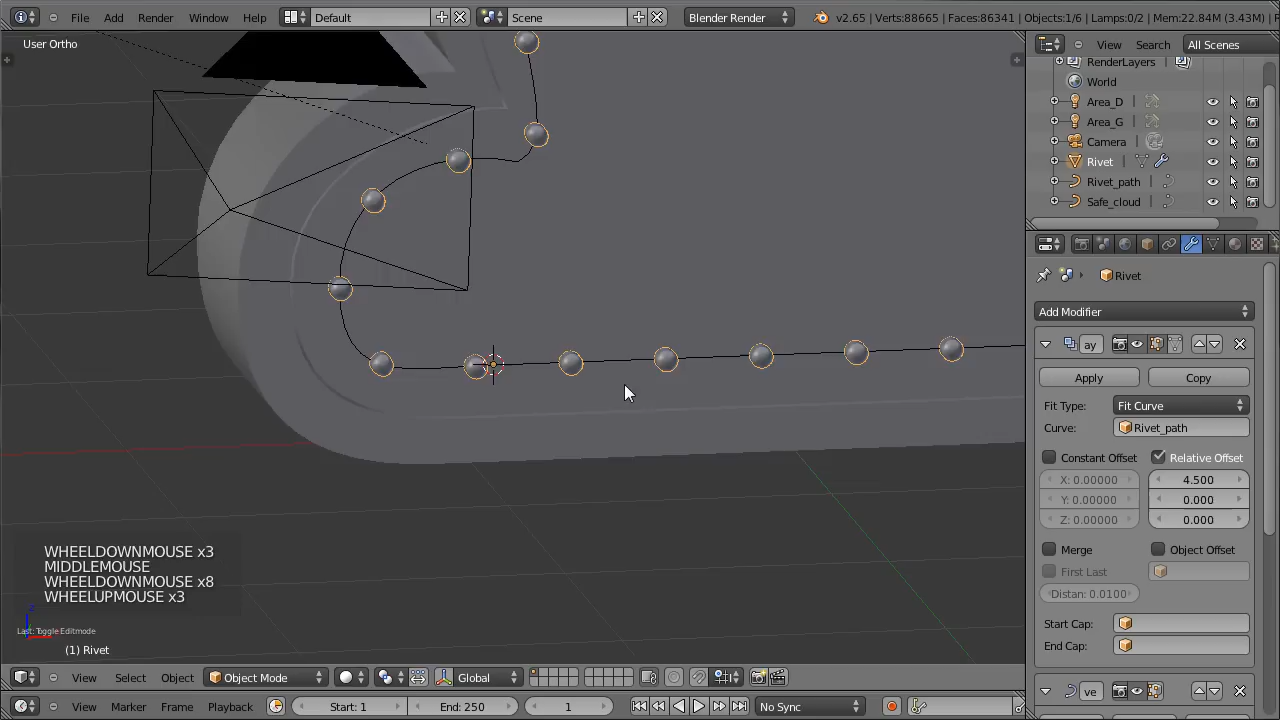 File Add Render Window Help Default Scene Blender Render v2.65 | Verts:88665 | Faces:86341 | Objects:1/6 | Lamps:0/2 | Mem:22.84M (3.43M) |
User Ortho
View Search All Scenes
RenderLayers
World
Area_D
Area_G
Camera
Rivet
Rivet_path
Safe_cloud
Rivet
Add Modifier
ay
Apply Copy
Fit Type: Fit Curve
Curve: Rivet_path
Constant Offset Relative Offset
X: 0.00000 4.500
Y: 0.00000 0.000
Z: 0.00000 0.000
Merge Object Offset
First Last
Distan: 0.0100
Start Cap:
End Cap:
ve
WHEELDOWNMOUSE x3
MIDDLEMOUSE
WHEELDOWNMOUSE x8
WHEELUPMOUSE x3
Last: Toggle Editmode
(1) Rivet
View Select Object Object Mode Global
View Marker Frame Playback Start: 1 End: 250 1 No Sync